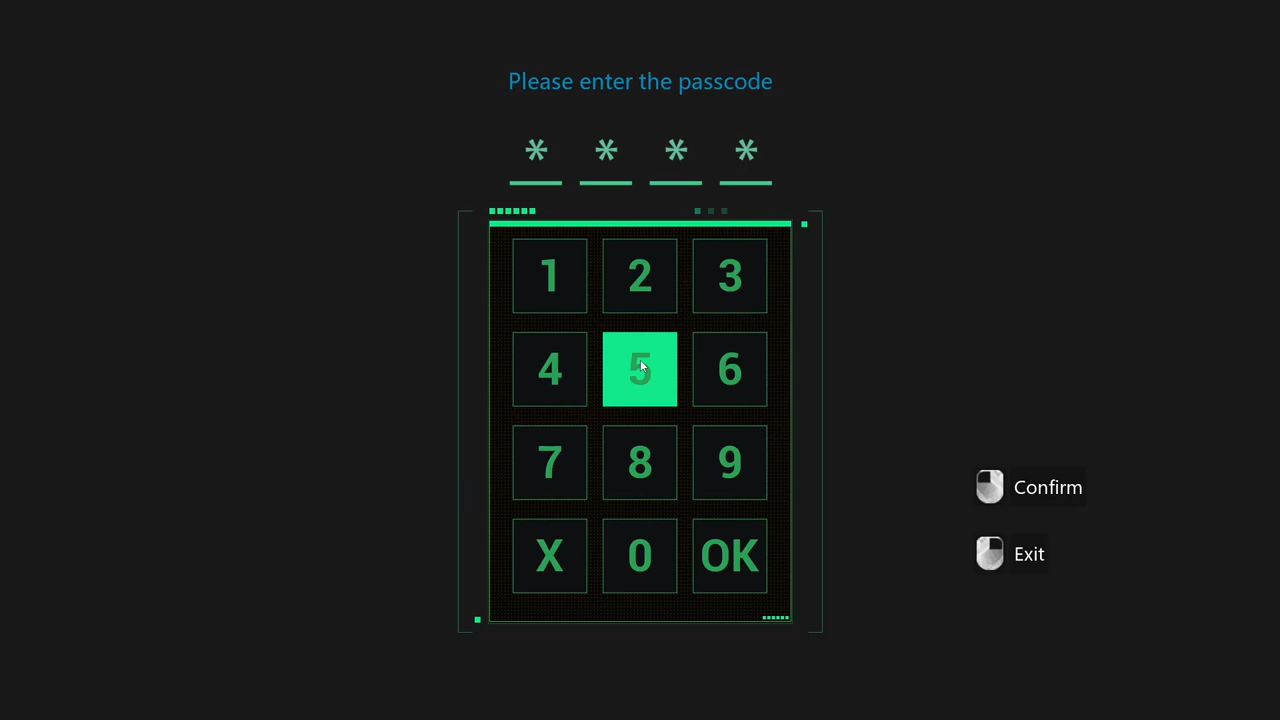 Please enter the passcode
* * * *
1 2 3
4 5 6
7 8 9
X 0 OK
Confirm
Exit